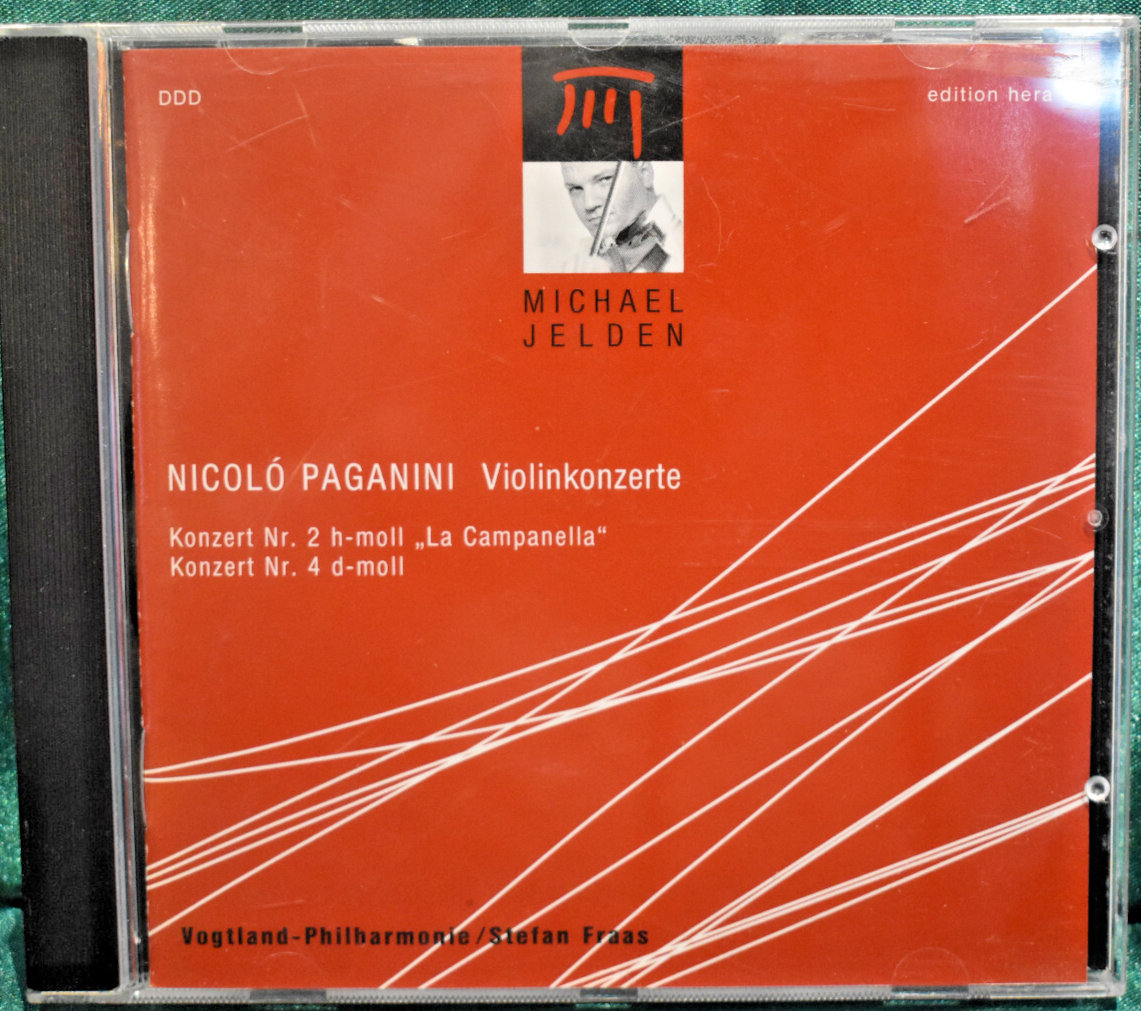 DDD
edition hera
MICHAEL
JELDEN
NICOLÓ PAGANINI Violinkonzerte
Konzert Nr. 2 h-moll „La Campanella“
Konzert Nr. 4 d-moll
Vogtland-Philharmonie/Stefan Fraas